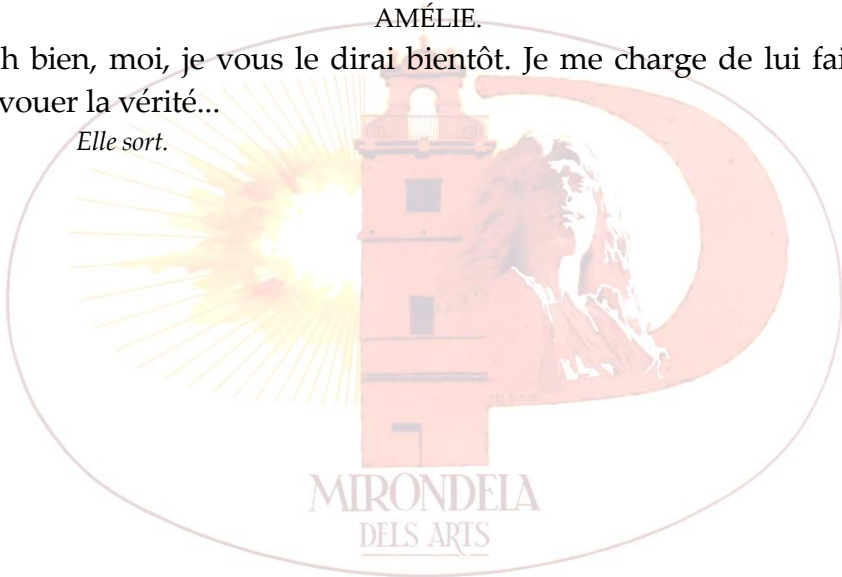 AMÉLIE.
h bien, moi, je vous le dirai bientôt. Je me charge de lui fai
vouer la vérité...
Elle sort.
MIRONDELA
DELS ARTS